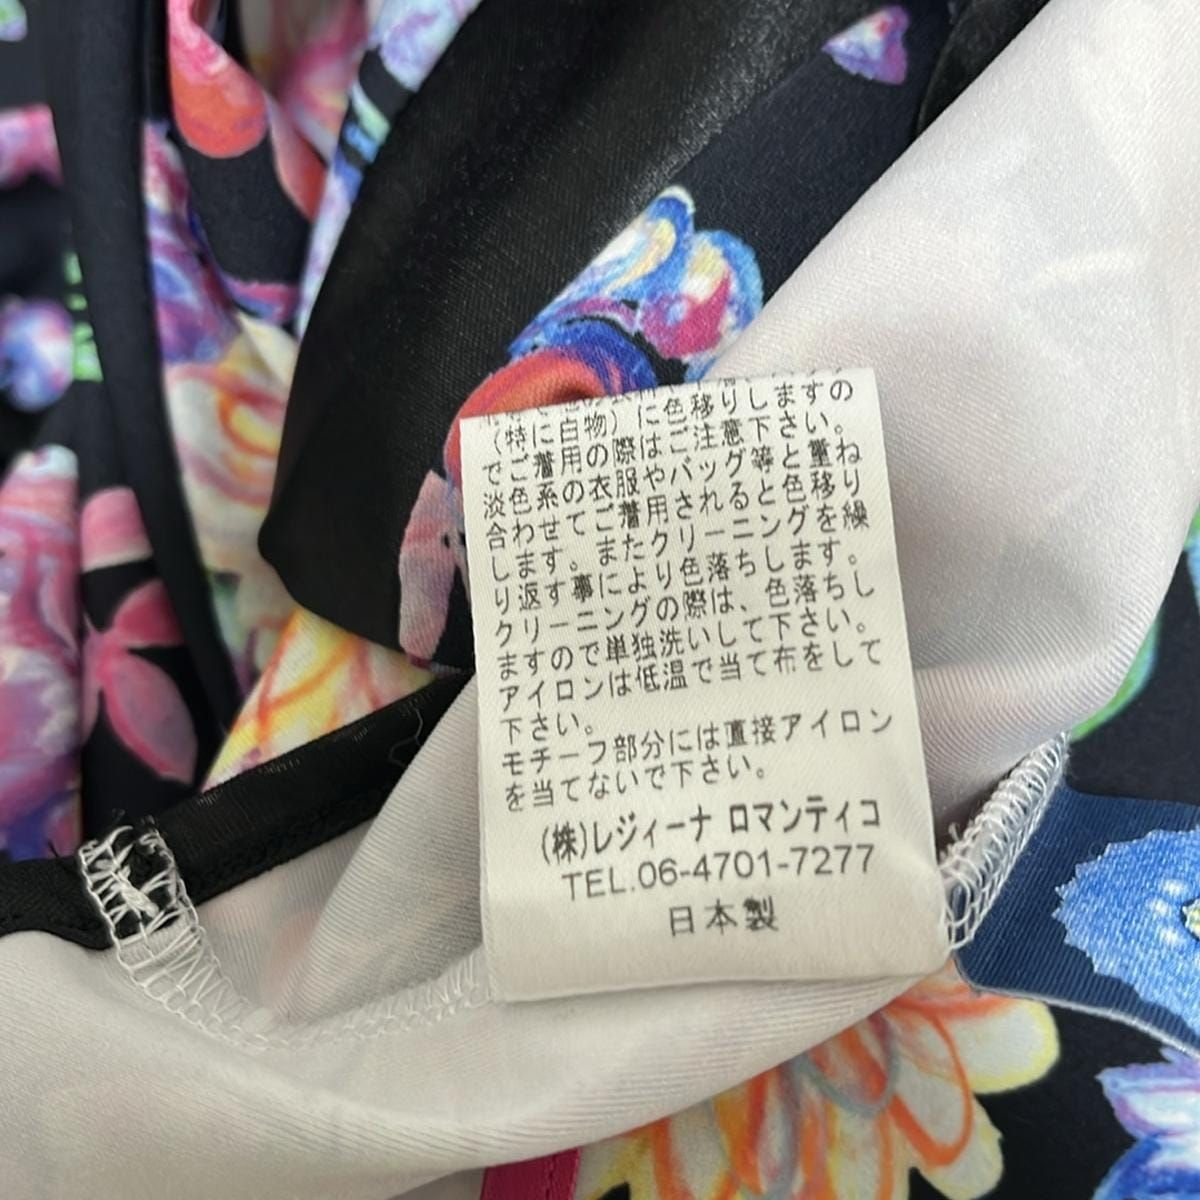 （特に白物）に色移りしますの
でご着用の際はご注意下さい。
淡色系の衣服やバッグ等と重ね
合わせてご着用されると色移り
します。またクリーニングを繰
り返す事により色落ちします。
クリーニングの際は、色落ちし
ますので単独洗いして下さい。
アイロンは低温で当て布をして
下さい。
モチーフ部分には直接アイロン
を当てないで下さい。
(株)レジィーナ ロマンティコ
TEL.06-4701-7277
日本製